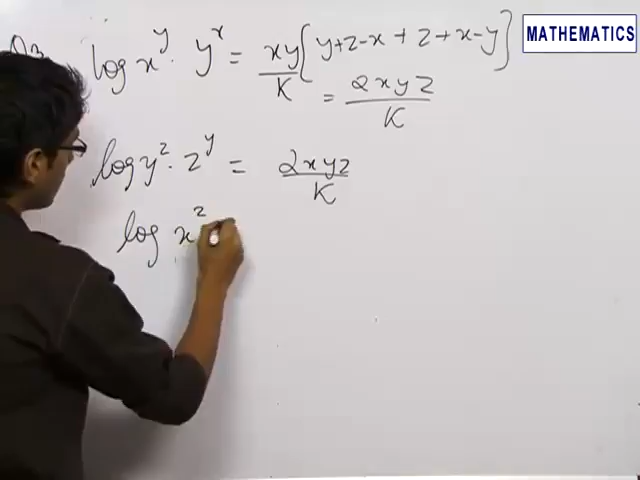 MATHEMATICS
log x^y · y^x = xy/K [y+z-x+z+x-y]
= 2xyz/K
log y^z · z^y = 2xyz/K
log x^z